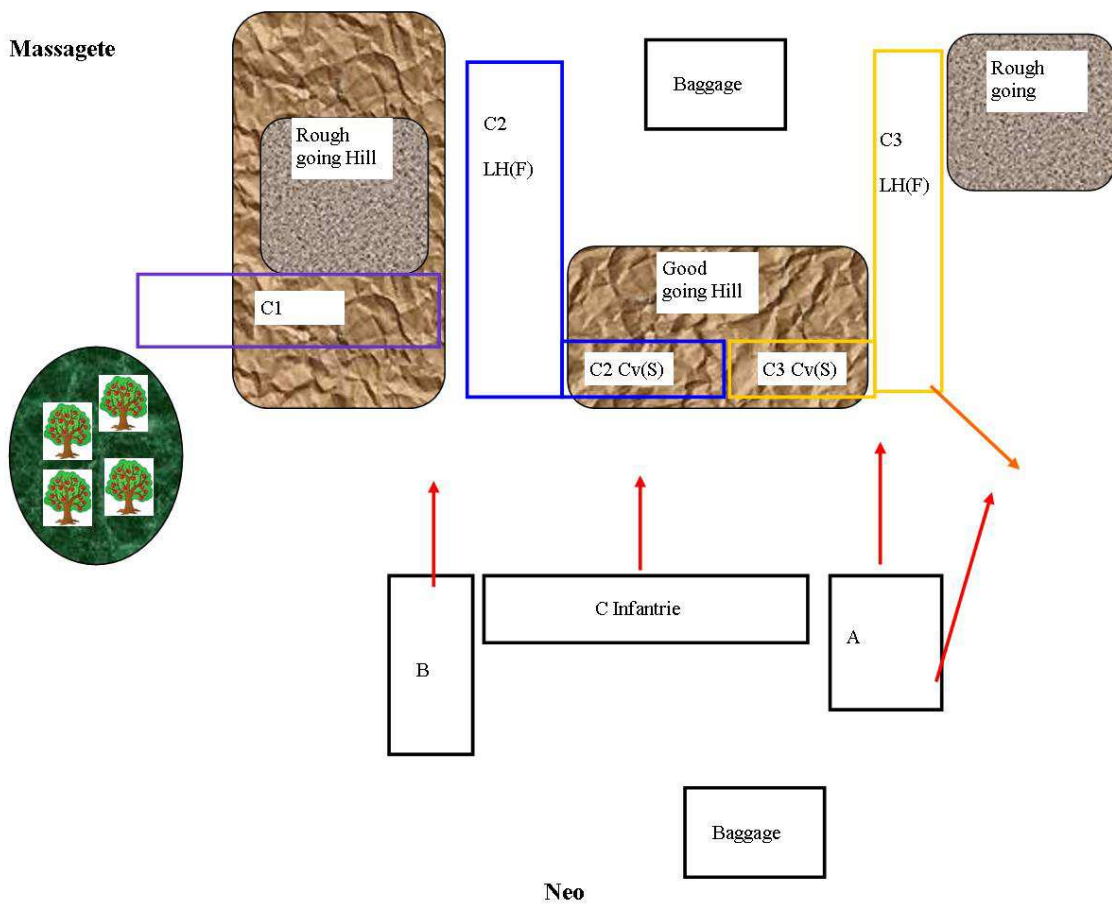 Massagete
Rough
going Hill
C1
C2
LH(F)
Baggage
C3
LH(F)
Rough
going
Good
going Hill
C2 Cv(S)
C3 Cv(S)
B
C Infantrie
A
Baggage
Neo